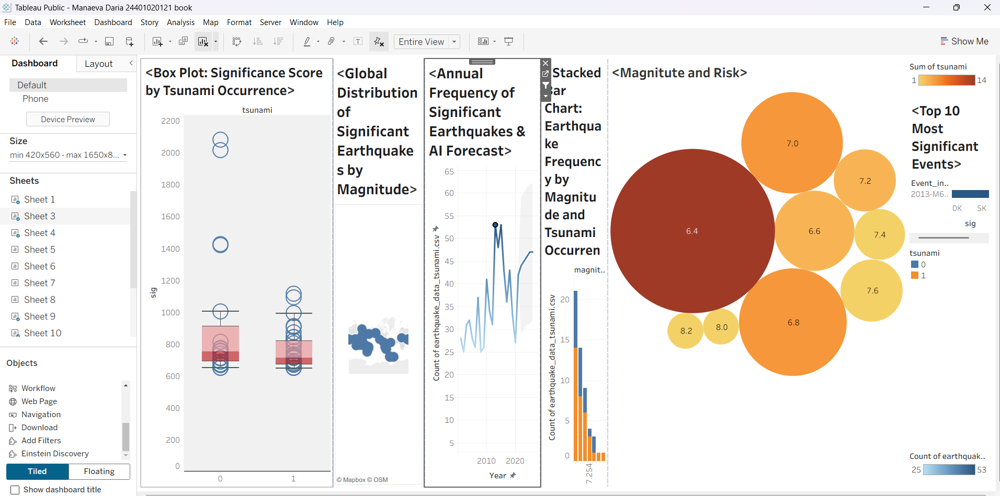 Tableau Public - Manaeva Daria 24401020121 book
File Data Worksheet Dashboard Story Analysis Map Format Server Window Help
Entire View
Show Me
Dashboard Layout
Default
Phone
Device Preview
Size
min 420x560 - max 1650x8...
Sheets
Sheet 1
Sheet 3
Sheet 4
Sheet 5
Sheet 6
Sheet 7
Sheet 8
Sheet 9
Sheet 10
Objects
Workflow
Web Page
Navigation
Download
Add Filters
Einstein Discovery
Tiled Floating
Show dashboard title
<Box Plot: Significance Score
by Tsunami Occurrence>
tsunami
2200
2000
1800
1600
1400
1200
1000
800
600
400
200
0
sig
0 1
<Global
Distribution
of
Significant
Earthquake
s by
Magnitude>
© Mapbox © OSM
<Annual
Frequency of
Significant
Earthquakes &
AI Forecast>
65
60
55
50
45
40
35
30
25
20
15
10
5
Count of earthquake_data_tsunami.csv
2010 2020
Year
Stacked
Bar
Chart:
Earthqua
ke
Frequenc
y by
Magnitu
de and
Tsunami
Occurren
magnit..
20
15
10
5
0
Count of earthquake_data_tsunami.csv
7.254
<Magnitute and Risk>
7.0
7.2
6.4
6.6
7.4
7.6
6.8
8.2
8.0
Sum of tsunami
1 14
<Top 10
Most
Significant
Events>
Event_in..
2013-M6..
0K 5K
sig
tsunami
0
1
Count of earthquak..
25 53